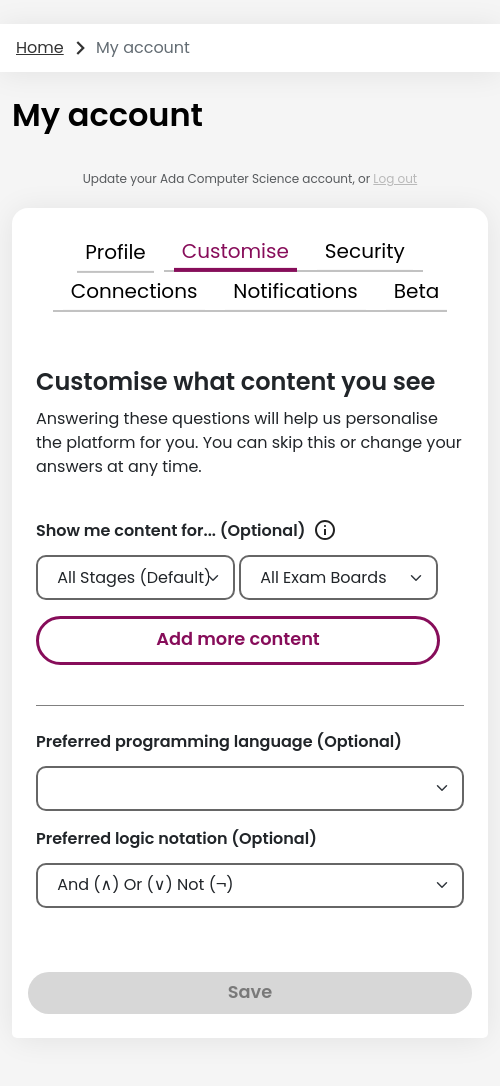 Home My account
My account
Update your Ada Computer Science account, or Log out
Profile Customise Security
Connections Notifications Beta
Customise what content you see
Answering these questions will help us personalise
the platform for you. You can skip this or change your
answers at any time.
Show me content for... (Optional)
All Stages (Default) All Exam Boards
Add more content
Preferred programming language (Optional)
Preferred logic notation (Optional)
And (∧) Or (∨) Not (¬)
Save